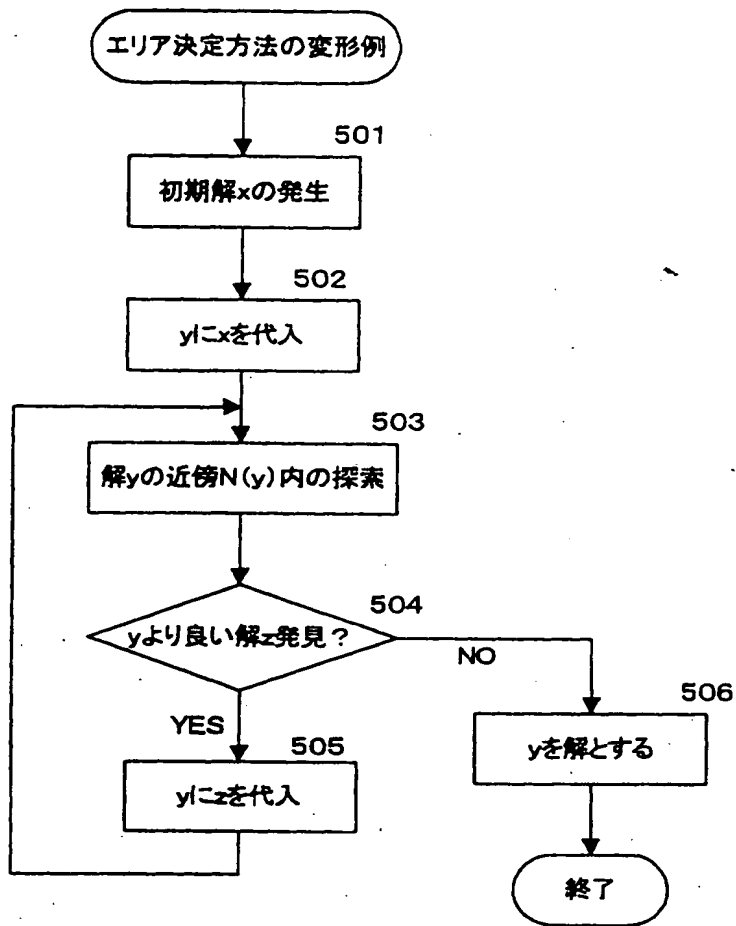 エリア決定方法の変形例
501
初期解xの発生
502
yにxを代入
503
解yの近傍N(y)内の探索
504
yより良い解z発見？
NO
YES
505
yにzを代入
506
yを解とする
終了